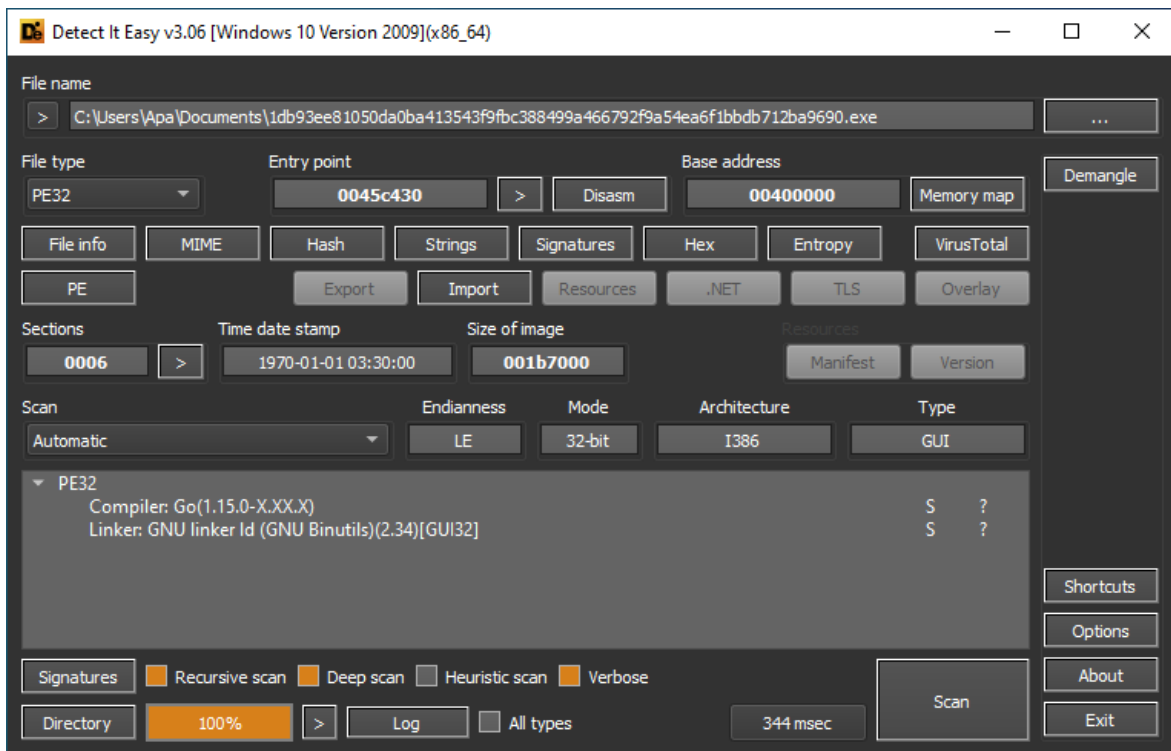 Detect It Easy v3.06 [Windows 10 Version 2009](x86_64)
File name
> C:\Users\Apa\Documents\1db93ee81050da0ba413543f9fbc388499a466792f9a54ea6f1bbdb712ba9690.exe ...
File type Entry point Base address
PE32 0045c430 > Disasm 00400000 Memory map Demangle
File info MIME Hash Strings Signatures Hex Entropy VirusTotal
PE Export Import Resources .NET TLS Overlay
Sections Time date stamp Size of image Resources
0006 > 1970-01-01 03:30:00 001b7000 Manifest Version
Scan Endianness Mode Architecture Type
Automatic LE 32-bit I386 GUI
PE32
Compiler: Go(1.15.0-X.XX.X) S ?
Linker: GNU linker ld (GNU Binutils)(2.34)[GUI32] S ?
Shortcuts
Options
Signatures Recursive scan Deep scan Heuristic scan Verbose Scan About
Directory 100% > Log All types 344 msec Exit